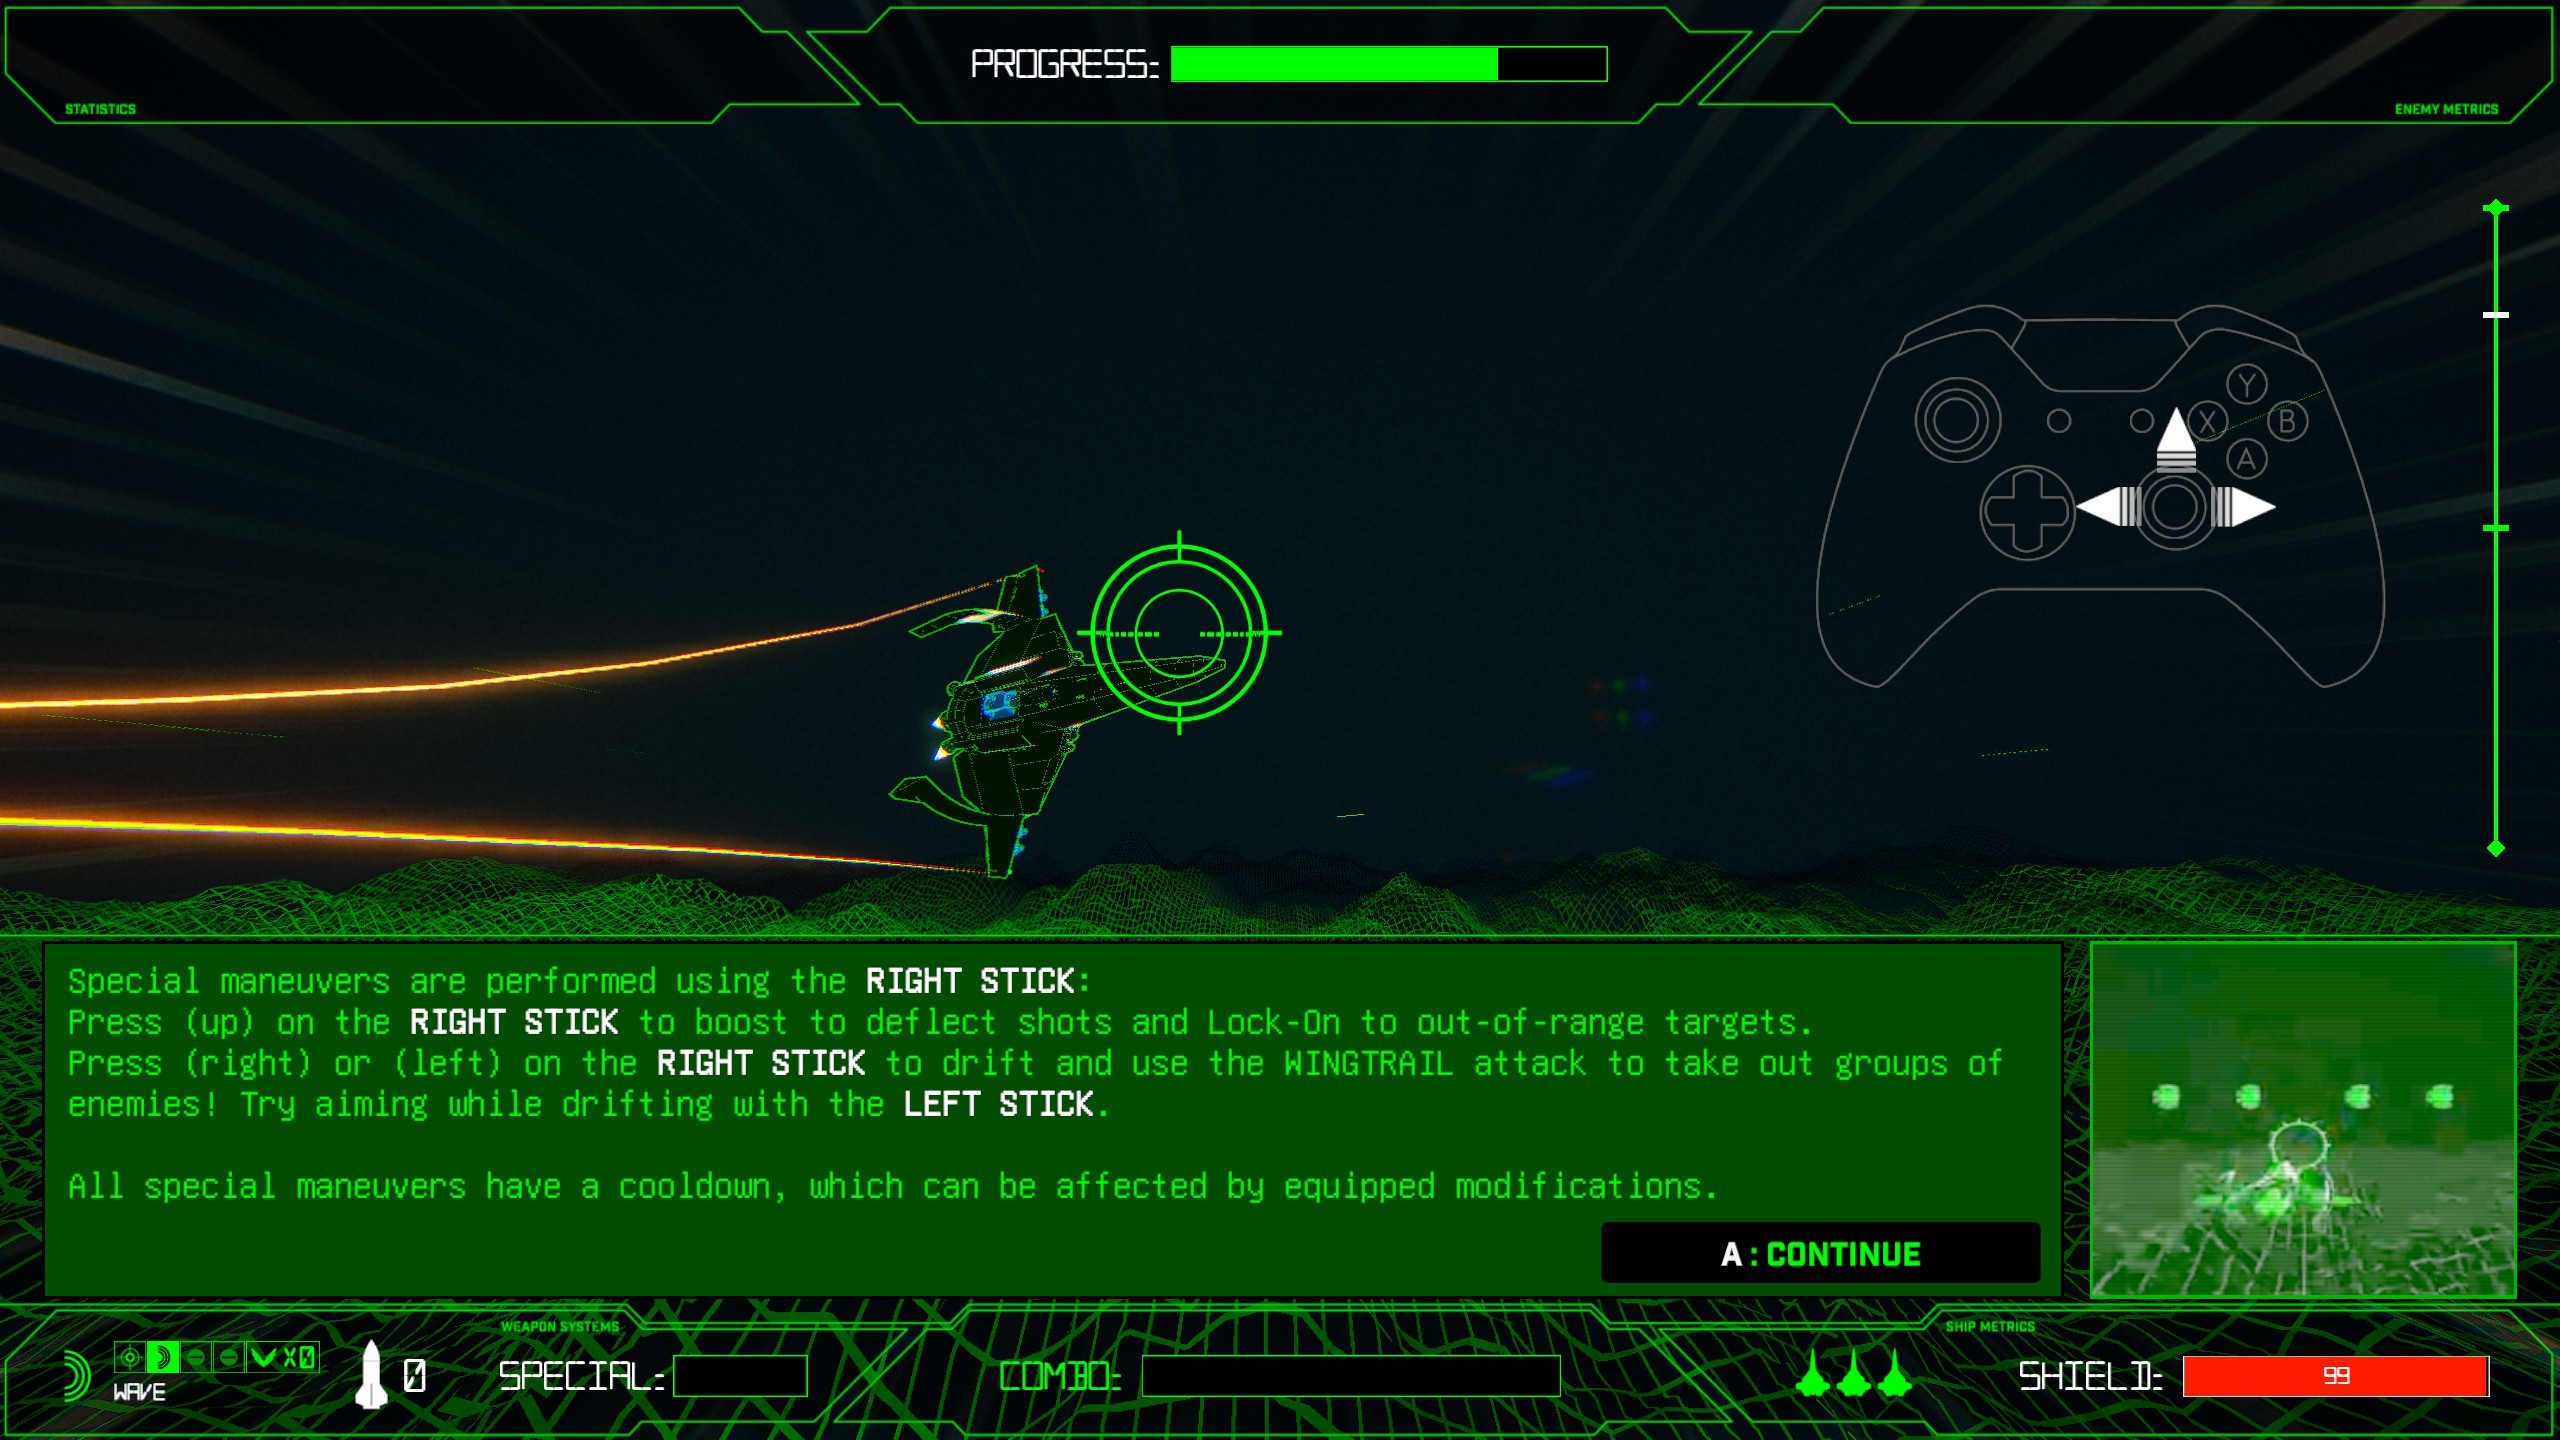 PROGRESS:
STATISTICS
ENEMY METRICS
Y
X
B
A
Special maneuvers are performed using the RIGHT STICK:
Press (up) on the RIGHT STICK to boost to deflect shots and Lock-On to out-of-range targets.
Press (right) or (left) on the RIGHT STICK to drift and use the WINGTRAIL attack to take out groups of
enemies! Try aiming while drifting with the LEFT STICK.
All special maneuvers have a cooldown, which can be affected by equipped modifications.
A : CONTINUE
WEAPON SYSTEMS
SHIP METRICS
X0
WAVE
0
SPECIAL:
COMBO:
SHIELD:
99